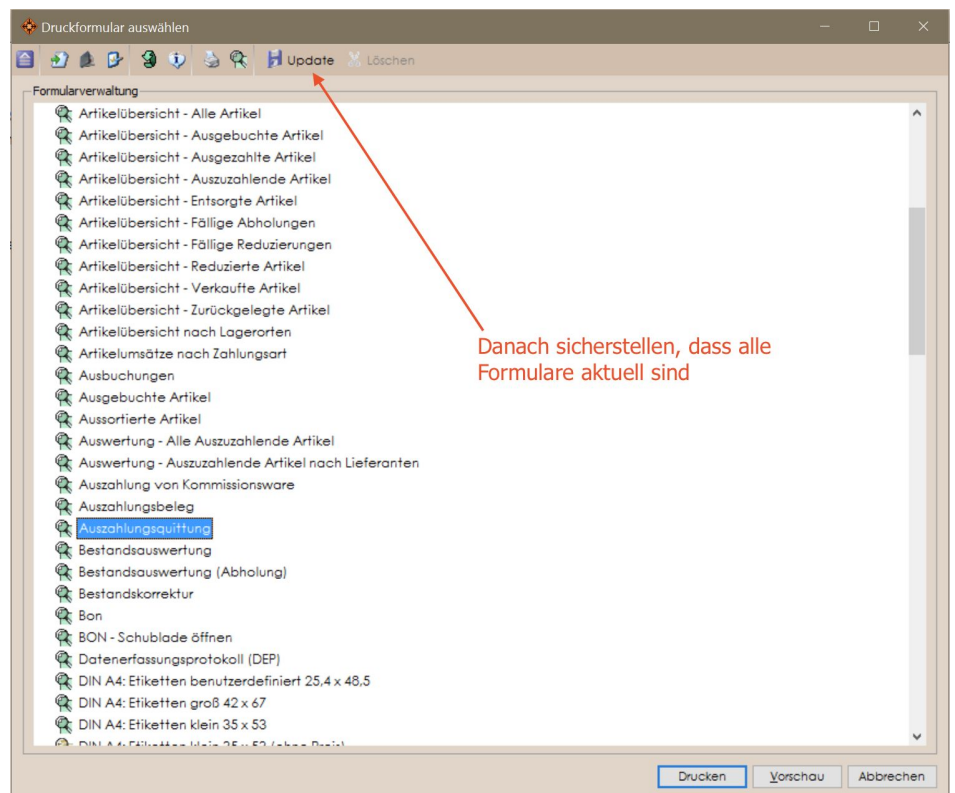 Druckformular auswählen
Update Löschen
Formularverwaltung
Artikelübersicht - Alle Artikel
Artikelübersicht - Ausgebuchte Artikel
Artikelübersicht - Ausgezahlte Artikel
Artikelübersicht - Auszuzahlende Artikel
Artikelübersicht - Entsorgte Artikel
Artikelübersicht - Fällige Abholungen
Artikelübersicht - Fällige Reduzierungen
Artikelübersicht - Reduzierte Artikel
Artikelübersicht - Verkaufte Artikel
Artikelübersicht - Zurückgelegte Artikel
Artikelübersicht nach Lagerorten
Artikelumsätze nach Zahlungsart
Ausbuchungen
Ausgebuchte Artikel
Aussortierte Artikel
Auswertung - Alle Auszuzahlende Artikel
Auswertung - Auszuzahlende Artikel nach Lieferanten
Auszahlung von Kommissionsware
Auszahlungsbeleg
Auszahlungsquittung
Bestandsauswertung
Bestandsauswertung (Abholung)
Bestandskorrektur
Bon
BON - Schublade öffnen
Datenerfassungsprotokoll (DEP)
DIN A4: Etiketten benutzerdefiniert 25,4 x 48,5
DIN A4: Etiketten groß 42 x 67
DIN A4: Etiketten klein 35 x 53
Danach sicherstellen, dass alle
Formulare aktuell sind
Drucken Vorschau Abbrechen